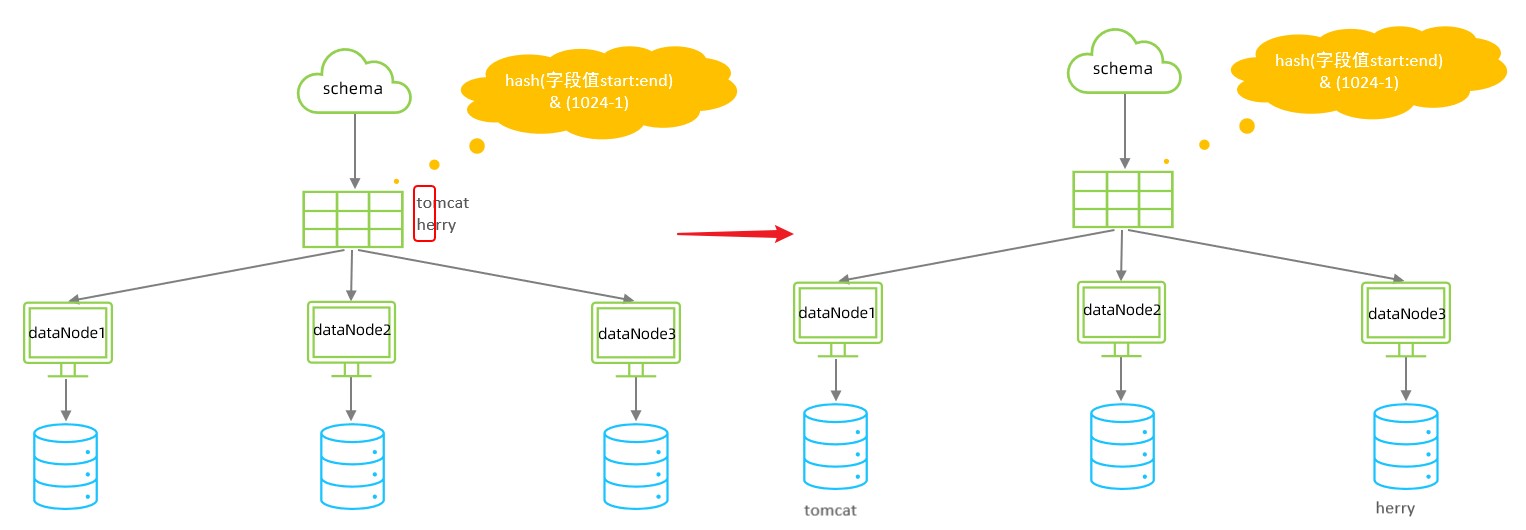 schema
hash(字段值start:end)
& (1024-1)
tomcat
herry
dataNode1
dataNode2
dataNode3
schema
hash(字段值start:end)
& (1024-1)
dataNode1
dataNode2
dataNode3
tomcat
herry